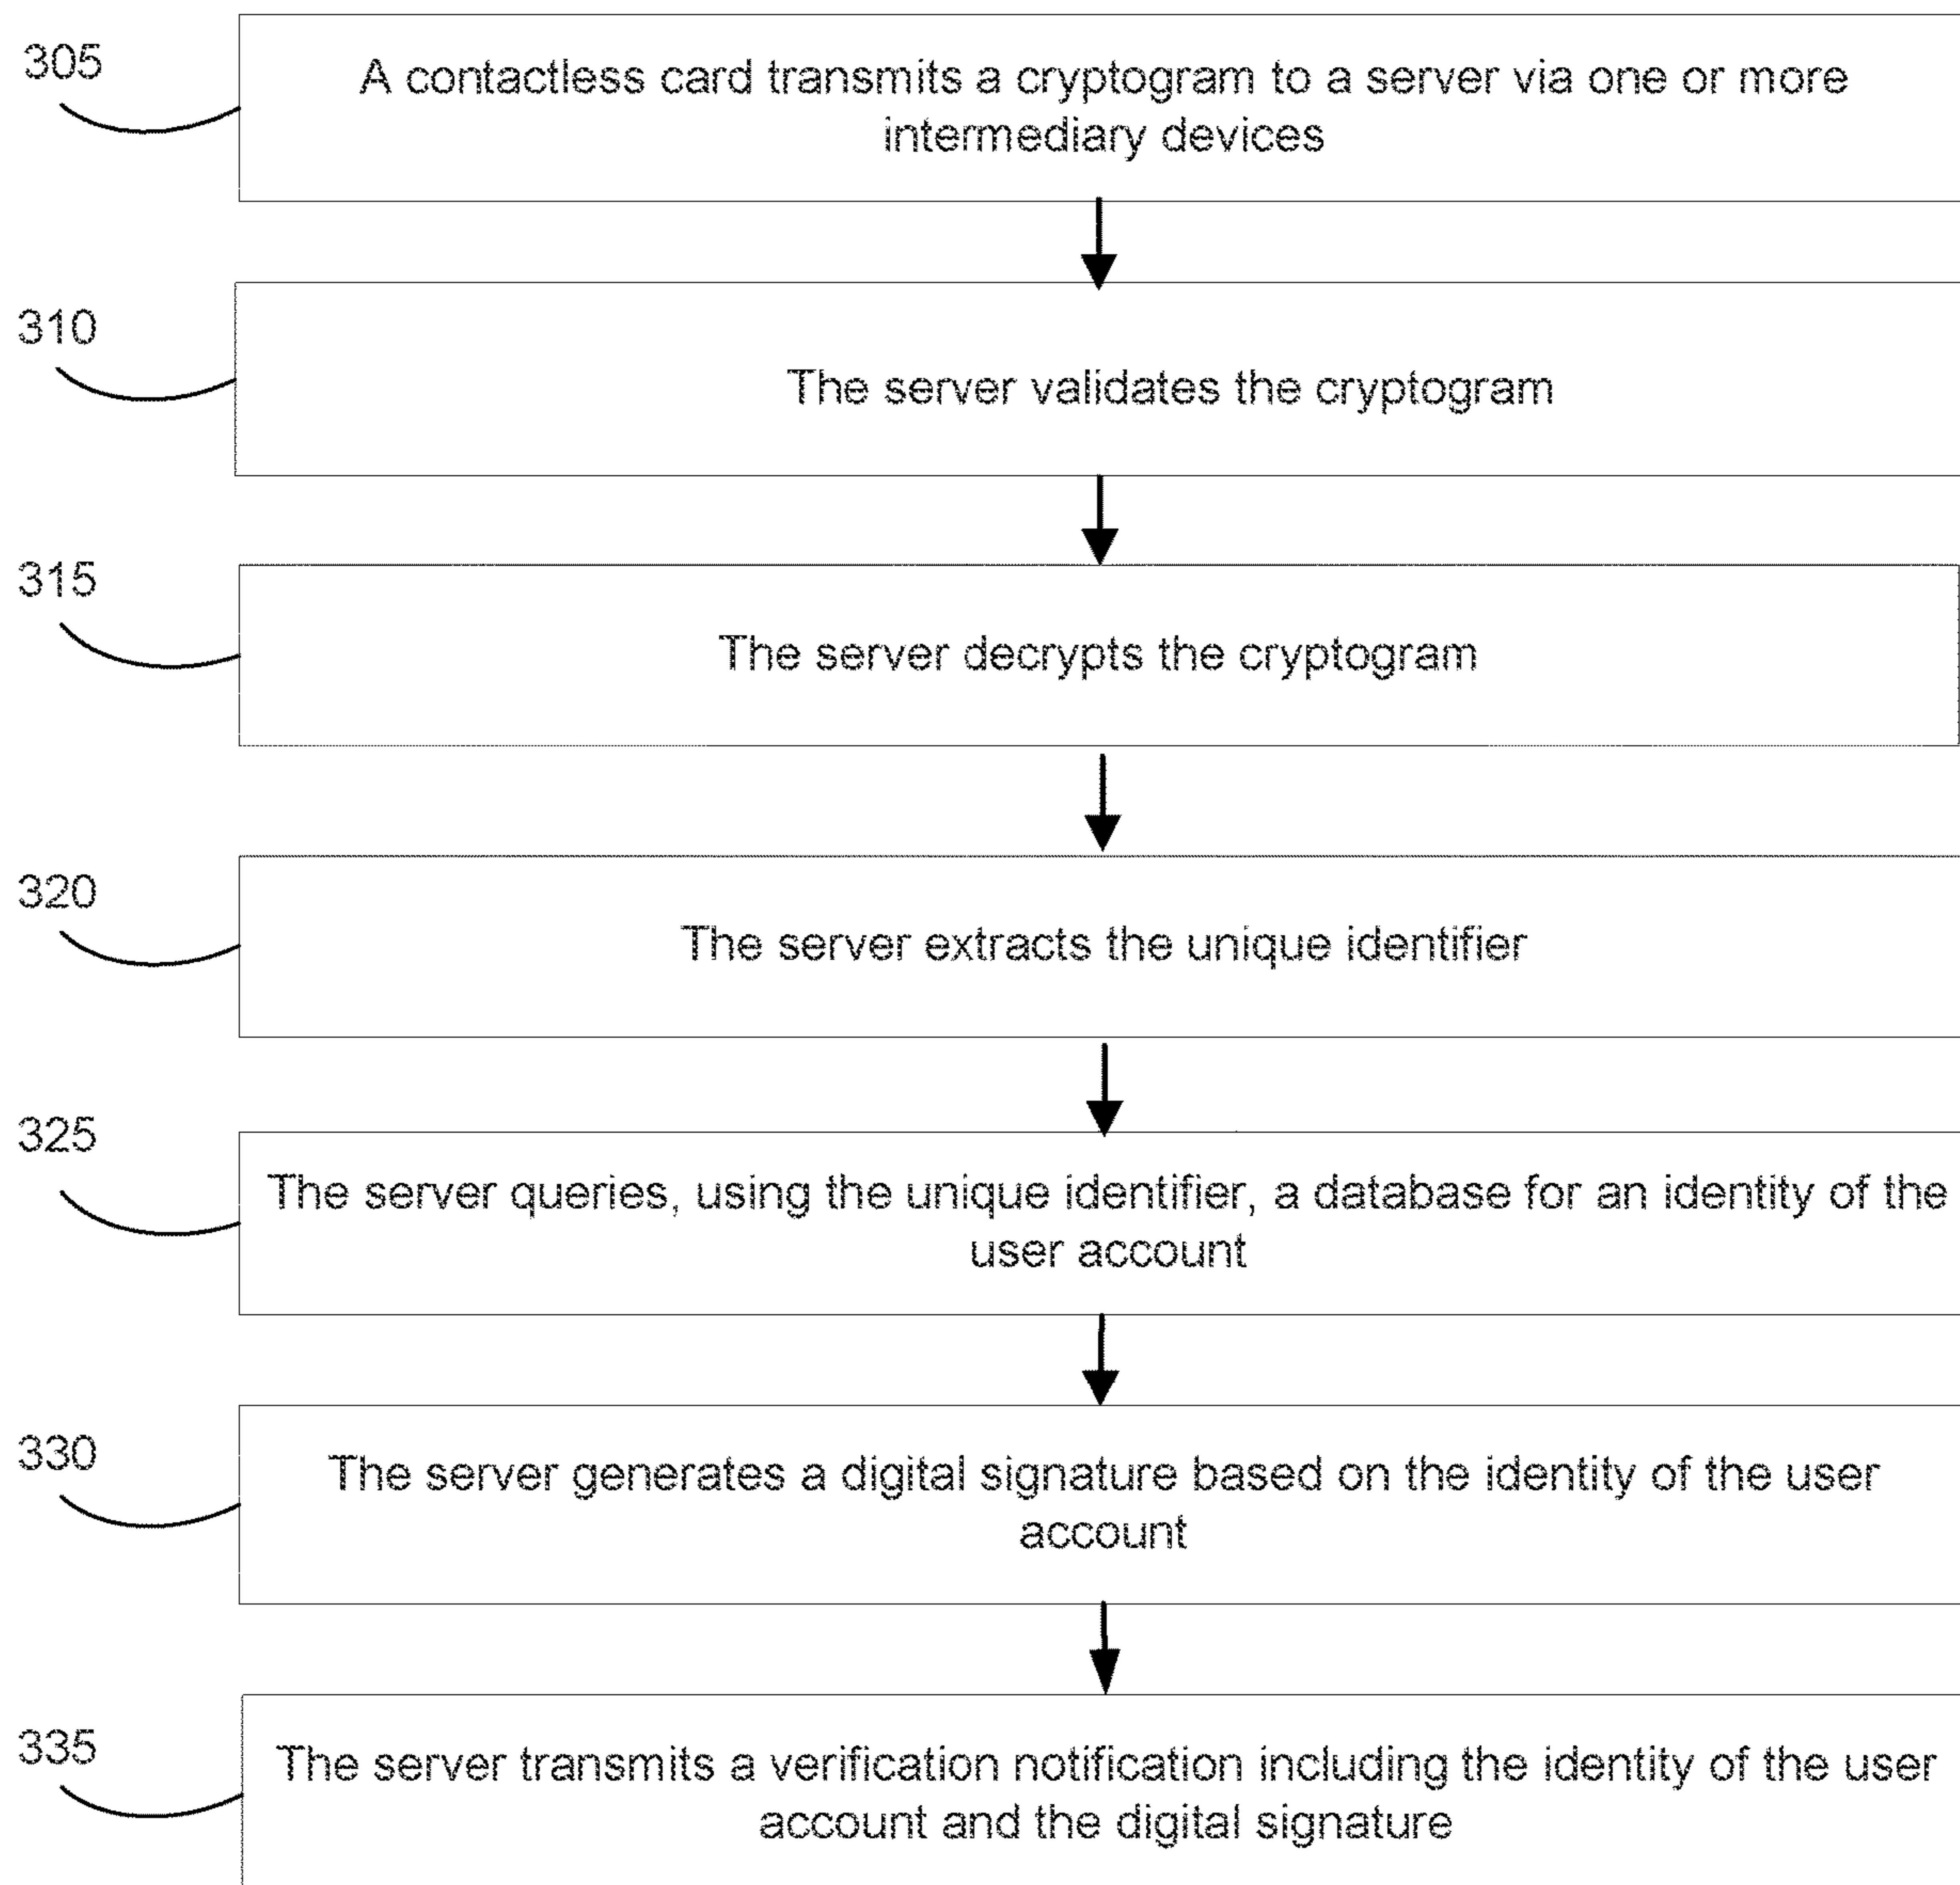 305
A contactless card transmits a cryptogram to a server via one or more
intermediary devices
310
The server validates the cryptogram
315
The server decrypts the cryptogram
320
The server extracts the unique identifier
325
The server queries, using the unique identifier, a database for an identity of the
user account
330
The server generates a digital signature based on the identity of the user
account
335
The server transmits a verification notification including the identity of the user
account and the digital signature